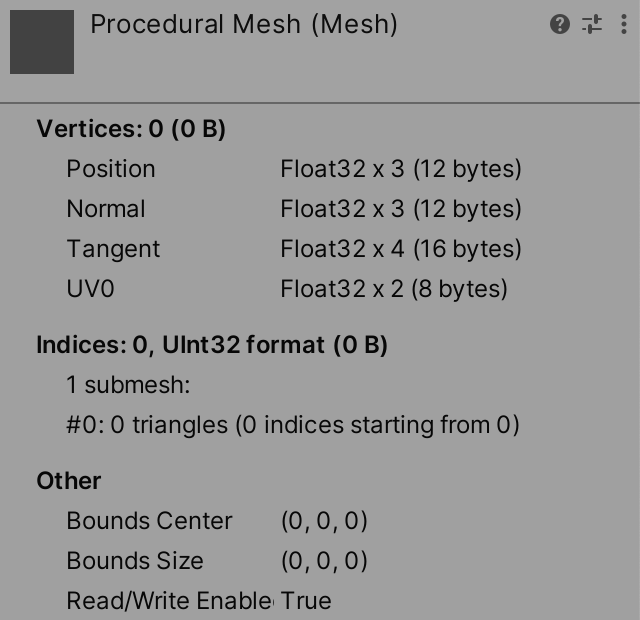 Procedural Mesh (Mesh)
Vertices: 0 (0 B)
Position Float32 x 3 (12 bytes)
Normal Float32 x 3 (12 bytes)
Tangent Float32 x 4 (16 bytes)
UV0 Float32 x 2 (8 bytes)
Indices: 0, UInt32 format (0 B)
1 submesh:
#0: 0 triangles (0 indices starting from 0)
Other
Bounds Center (0, 0, 0)
Bounds Size (0, 0, 0)
Read/Write Enable True